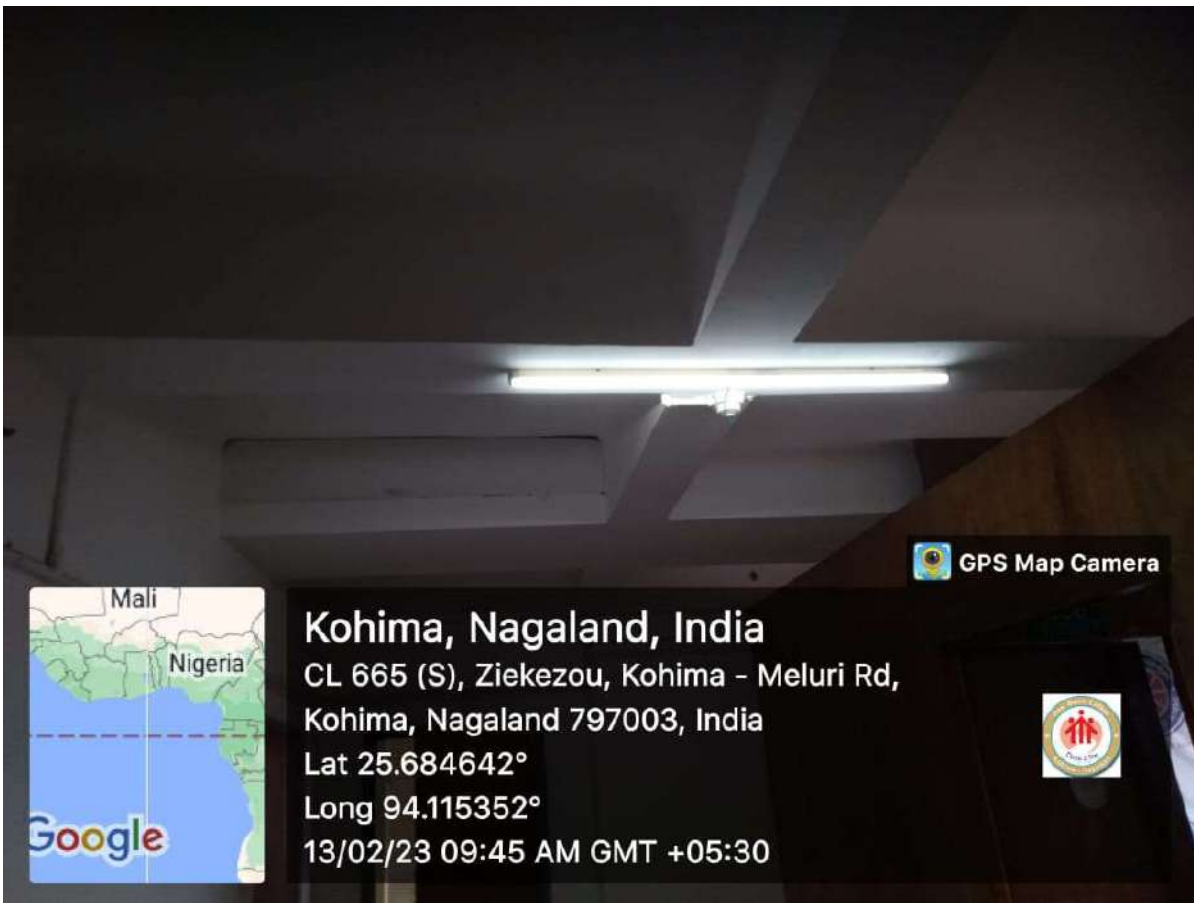 GPS Map Camera
Mali
Nigeria
Google
Kohima, Nagaland, India
CL 665 (S), Ziekezou, Kohima - Meluri Rd,
Kohima, Nagaland 797003, India
Lat 25.684642°
Long 94.115352°
13/02/23 09:45 AM GMT +05:30